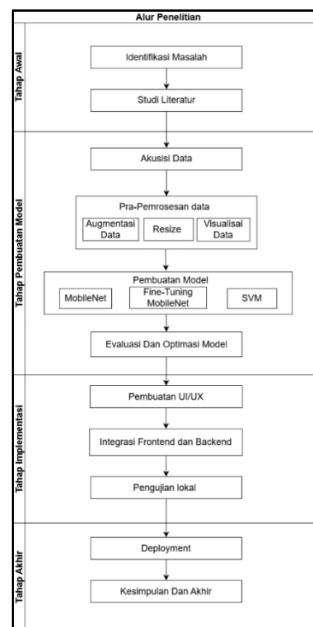 Alur Penelitian
Tahap Awal
Identifikasi Masalah
Studi Literatur
Tahap Pembuatan Model
Akusisi Data
Pra-Pemrosesan data
Augmentasi
Data
Resize
Visualisai
Data
Pembuatan Model
MobileNet
Fine-Tuning
MobileNet
SVM
Evaluasi Dan Optimasi Model
Tahap Implementasi
Pembuatan UI/UX
Integrasi Frontend dan Backend
Pengujian lokal
Tahap Akhir
Deployment
Kesimpulan Dan Akhir